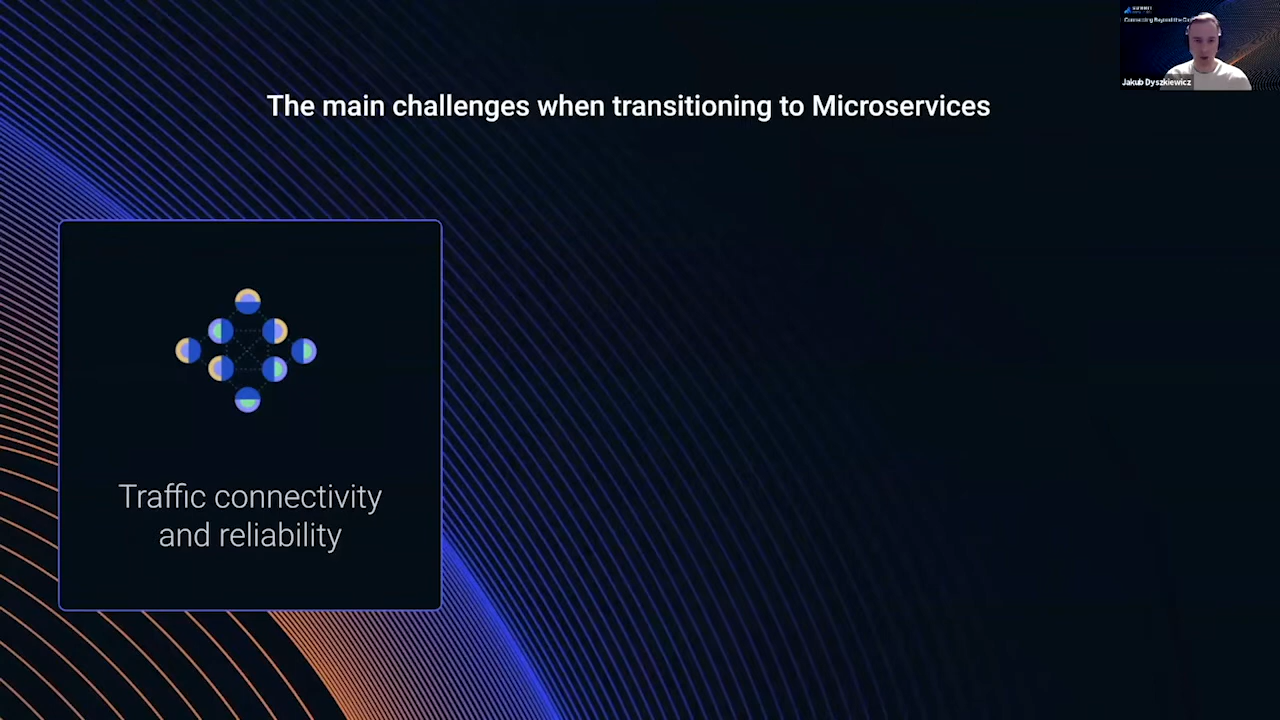 The main challenges when transitioning to Microservices
Traffic connectivity
and reliability
Jakub Dyszkiewicz